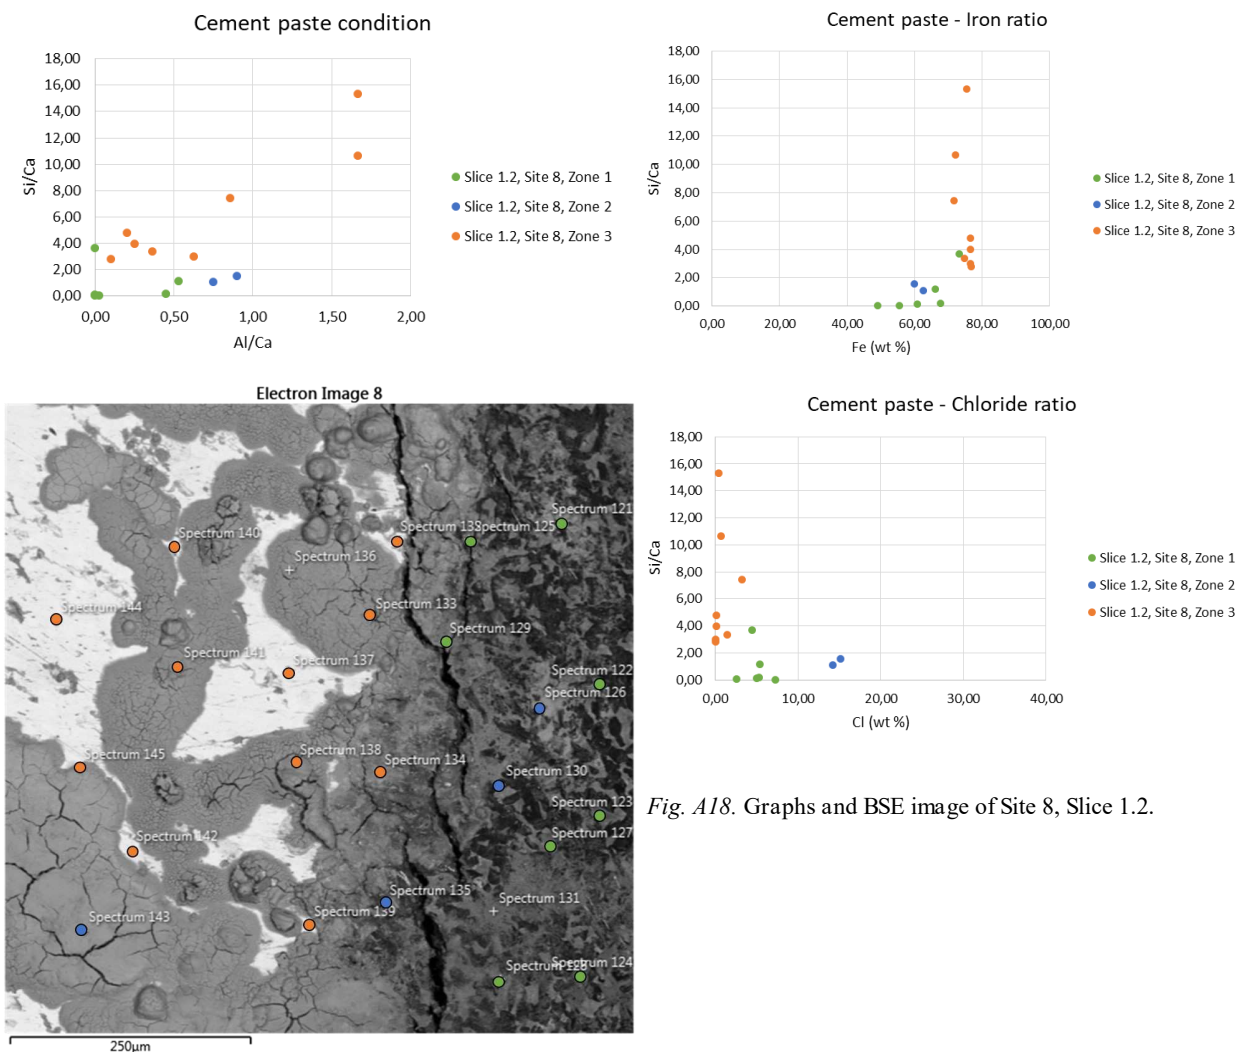 Cement paste condition
18,00
16,00
14,00
12,00
10,00
8,00
6,00
4,00
2,00
0,00
Si/Ca
0,00 0,50 1,00 1,50 2,00
Al/Ca
Slice 1.2, Site 8, Zone 1
Slice 1.2, Site 8, Zone 2
Slice 1.2, Site 8, Zone 3
Cement paste - Iron ratio
18,00
16,00
14,00
12,00
10,00
8,00
6,00
4,00
2,00
0,00
Si/Ca
0,00 20,00 40,00 60,00 80,00 100,00
Fe (wt %)
Slice 1.2, Site 8, Zone 1
Slice 1.2, Site 8, Zone 2
Slice 1.2, Site 8, Zone 3
Electron Image 8
Spectrum 121
Spectrum 140
Spectrum 132
Spectrum 125
Spectrum 136
Spectrum 144
Spectrum 133
Spectrum 129
Spectrum 141
Spectrum 137
Spectrum 122
Spectrum 126
Spectrum 145
Spectrum 138
Spectrum 134
Spectrum 130
Spectrum 123
Spectrum 142
Spectrum 127
Spectrum 143
Spectrum 135
Spectrum 131
Spectrum 139
Spectrum 128
Spectrum 124
250µm
Cement paste - Chloride ratio
18,00
16,00
14,00
12,00
10,00
8,00
6,00
4,00
2,00
0,00
Si/Ca
0,00 10,00 20,00 30,00 40,00
Cl (wt %)
Slice 1.2, Site 8, Zone 1
Slice 1.2, Site 8, Zone 2
Slice 1.2, Site 8, Zone 3
Fig. A18. Graphs and BSE image of Site 8, Slice 1.2.